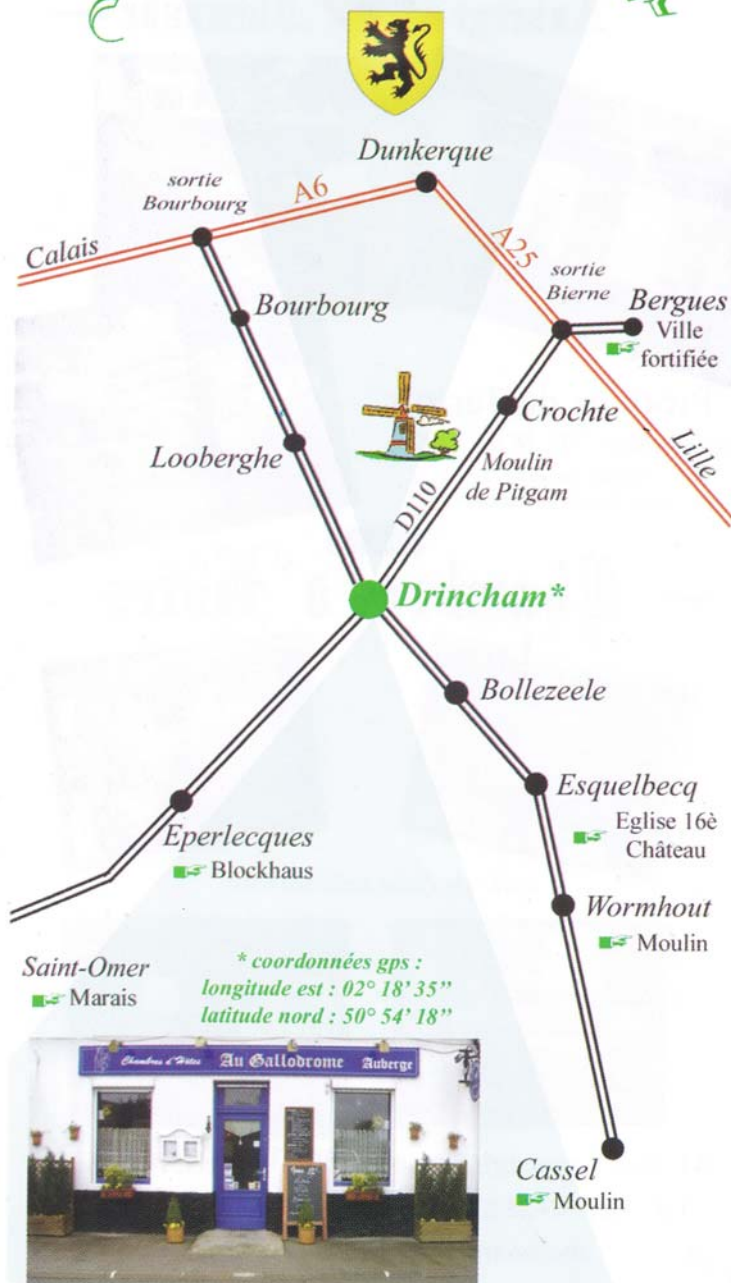 Dunkerque
sortie
Bourbourg
A6
Calais
A25
sortie
Bierne
Bergues
Ville
fortifiée
Bourbourg
Crochte
Looberghe
Lille
Moulin
de Pitgam
D110
Drincham*
Bollezeele
Esquelbecq
Eglise 16è
Château
Eperlecques
Blockhaus
Wormhout
Moulin
Saint-Omer
Marais
* coordonnées gps :
longitude est : 02° 18’ 35”
latitude nord : 50° 54’ 18”
Chambres d'Hôtes Au Gallodrome Auberge
Cassel
Moulin